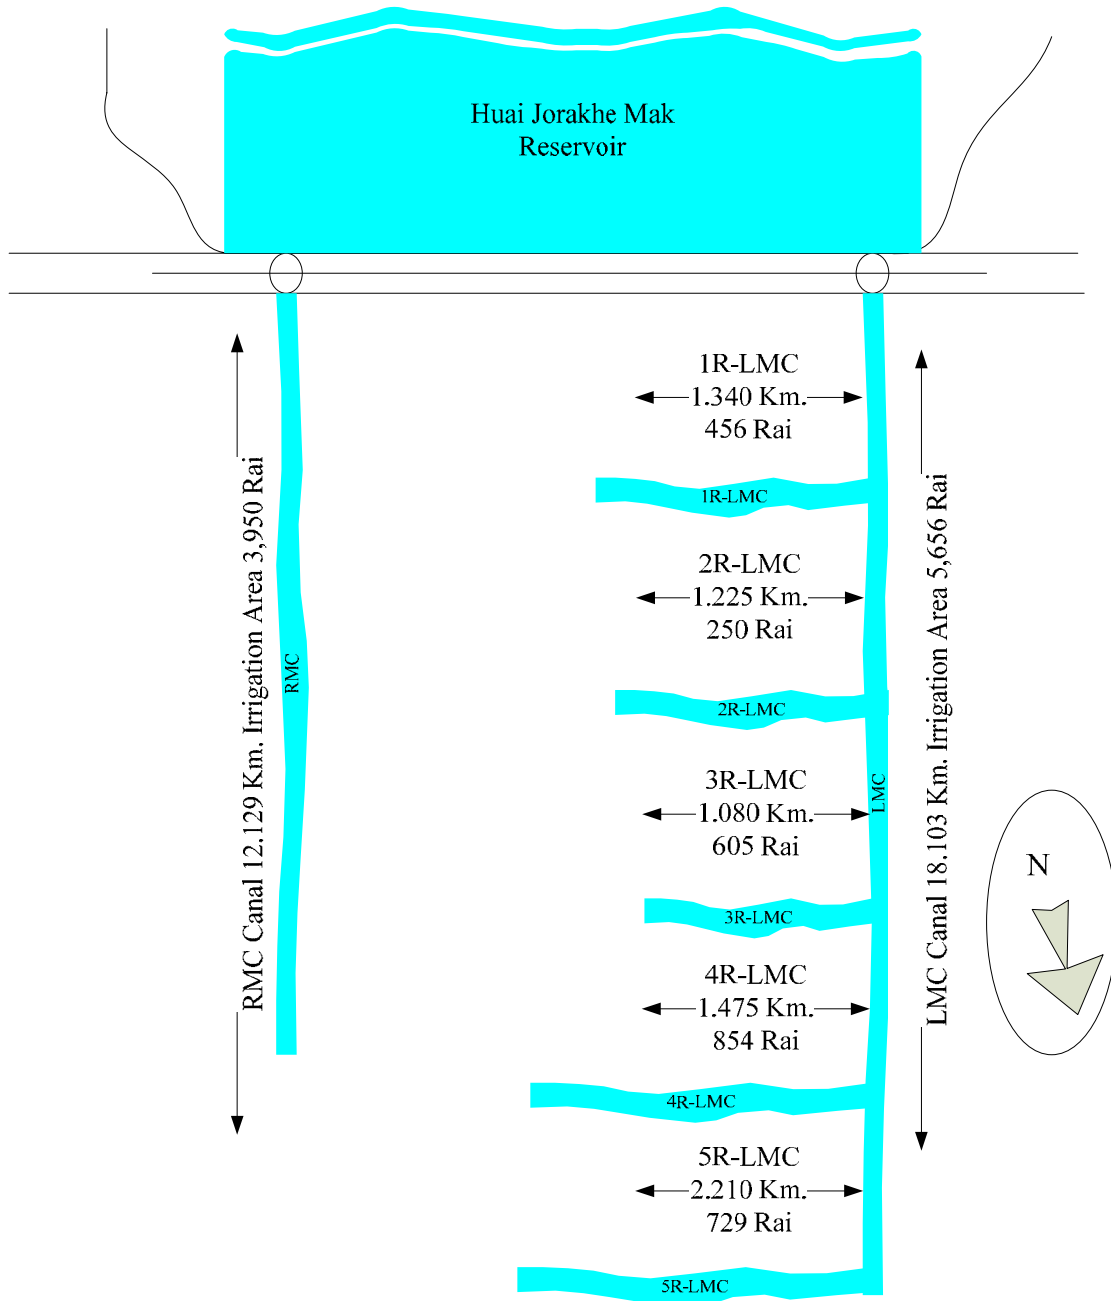 Huai Jorakhe Mak
Reservoir
RMC Canal 12.129 Km. Irrigation Area 3,950 Rai
RMC
1R-LMC
1.340 Km.
456 Rai
1R-LMC
2R-LMC
1.225 Km.
250 Rai
2R-LMC
3R-LMC
1.080 Km.
605 Rai
3R-LMC
4R-LMC
1.475 Km.
854 Rai
4R-LMC
5R-LMC
2.210 Km.
729 Rai
5R-LMC
LMC
LMC Canal 18.103 Km. Irrigation Area 5,656 Rai
N